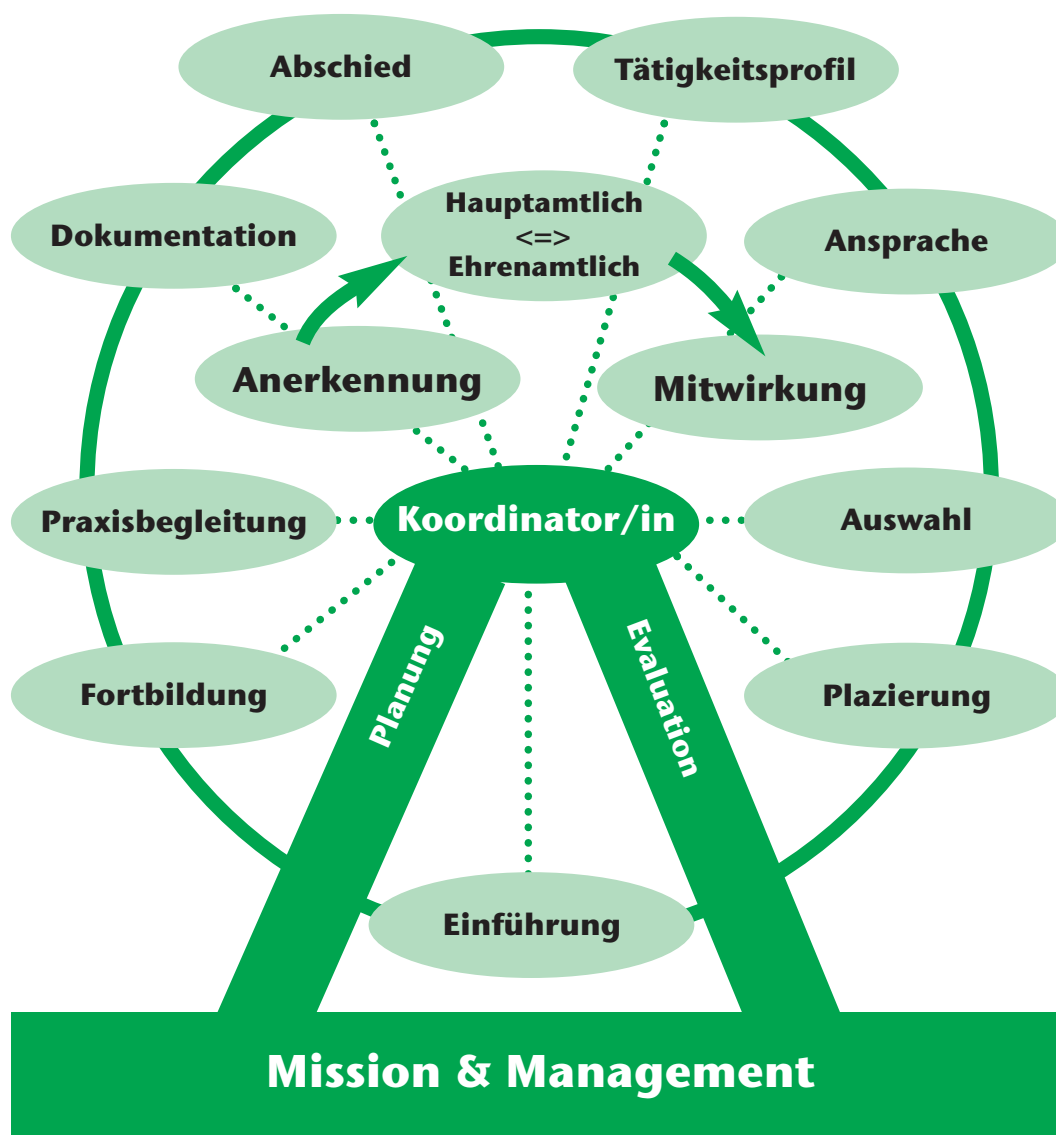 Abschied
Tätigkeitsprofil
Hauptamtlich
<=>
Ehrenamtlich
Dokumentation
Ansprache
Anerkennung
Mitwirkung
Praxisbegleitung
Koordinator/in
Auswahl
Planung
Evaluation
Fortbildung
Plazierung
Einführung
Mission & Management